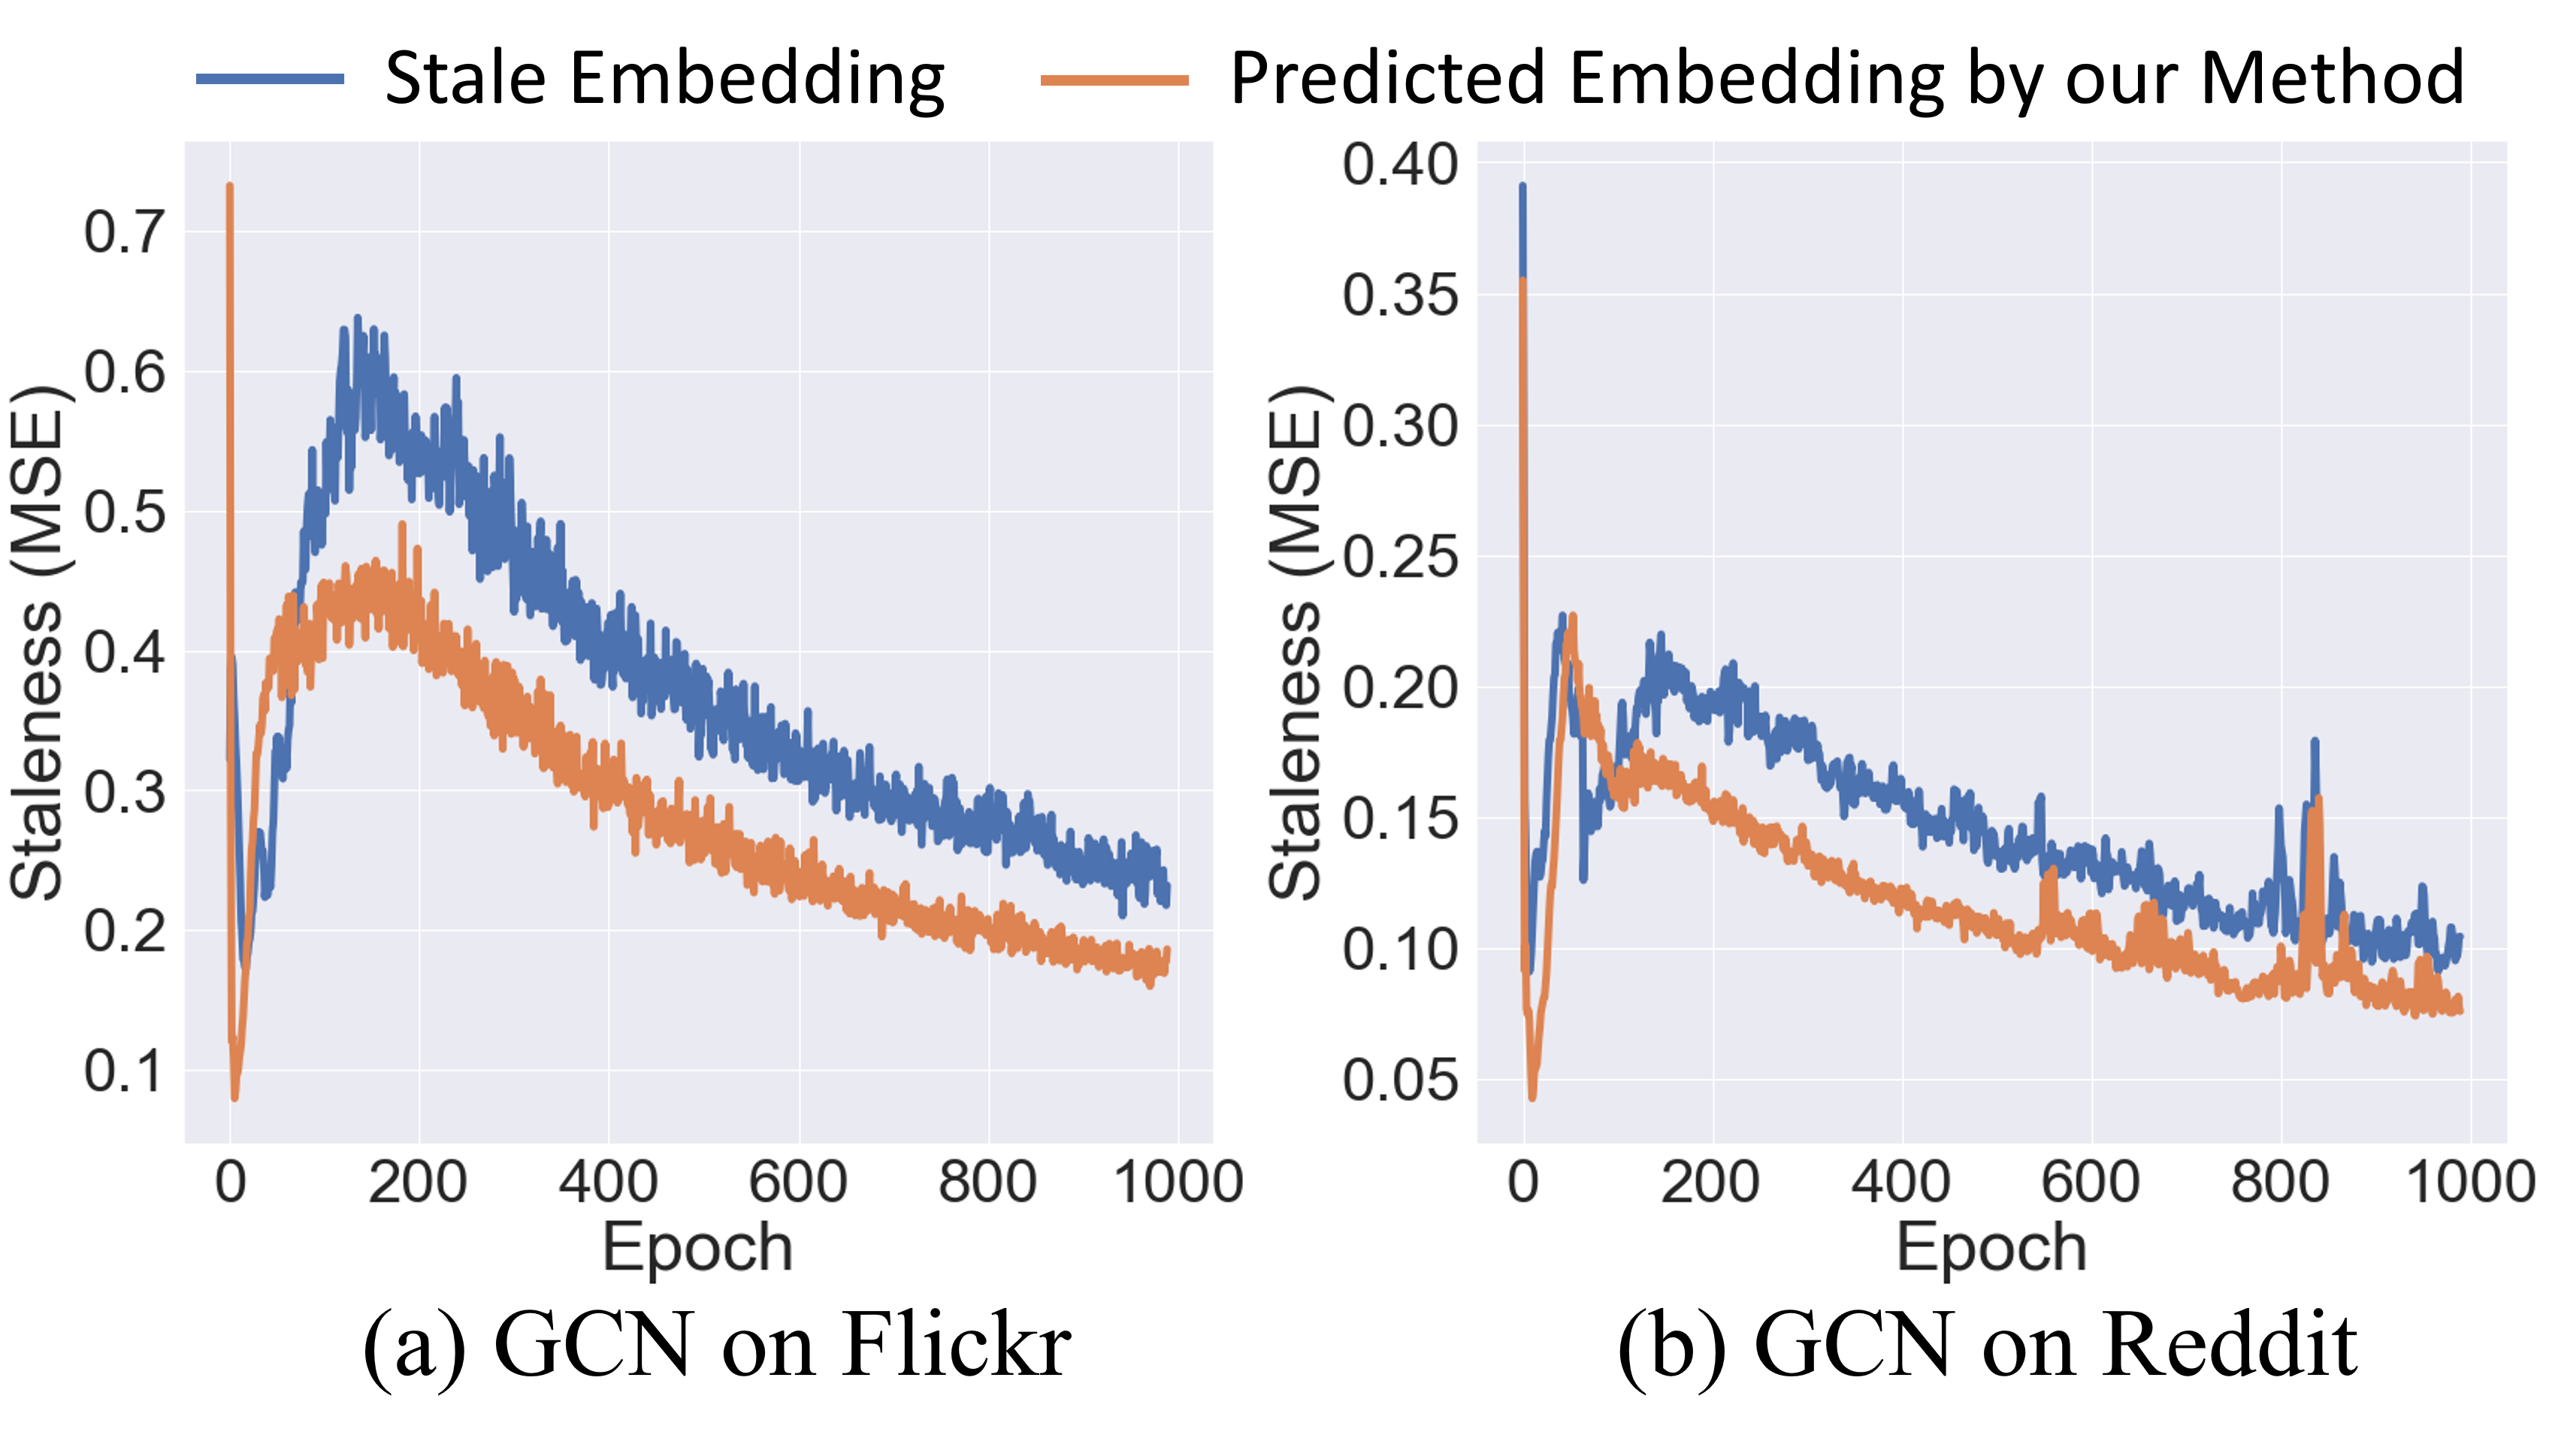 Stale Embedding
Predicted Embedding by our Method
Staleness (MSE)
0.7
0.6
0.5
0.4
0.3
0.2
0.1
0 200 400 600 800 1000
Epoch
(a) GCN on Flickr
Staleness (MSE)
0.40
0.35
0.30
0.25
0.20
0.15
0.10
0.05
0 200 400 600 800 1000
Epoch
(b) GCN on Reddit